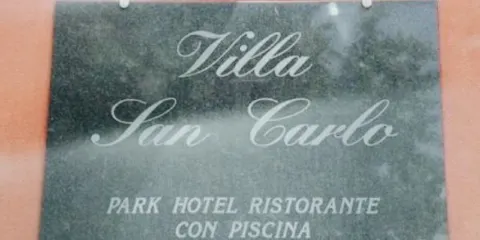 Villa
San Carlo
PARK HOTEL RISTORANTE
CON PISCINA